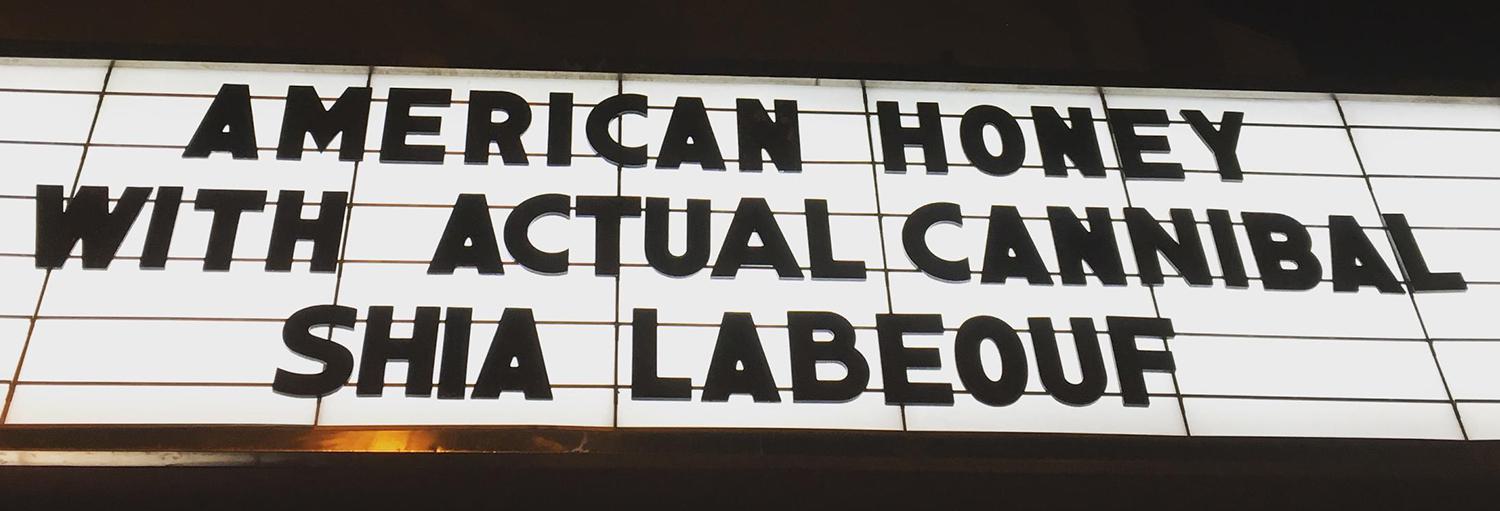 AMERICAN HONEY
WITH ACTUAL CANNIBAL
SHIA LABEOUF